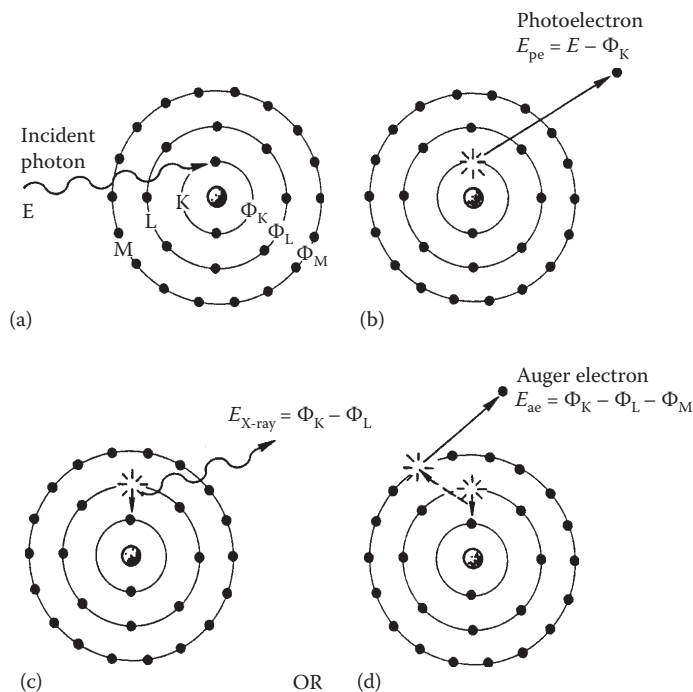 Incident
photon
E
K
L
M
Φ_K
Φ_L
Φ_M
(a)
Photoelectron
E_pe = E – Φ_K
(b)
E_X-ray = Φ_K – Φ_L
(c)
OR
Auger electron
E_ae = Φ_K – Φ_L – Φ_M
(d)